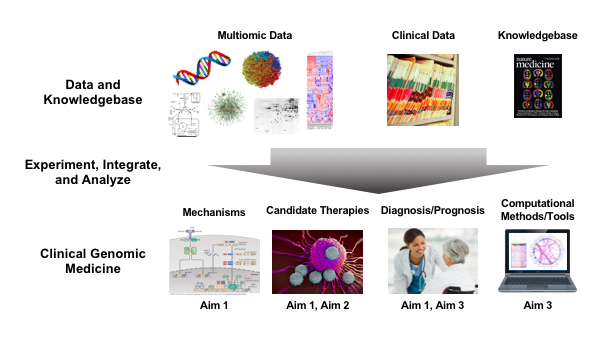 Multiomic Data
Clinical Data
Knowledgebase
Data and
Knowledgebase
nature
medicine
Experiment, Integrate,
and Analyze
Mechanisms
Candidate Therapies
Diagnosis/Prognosis
Computational
Methods/Tools
Clinical Genomic
Medicine
Aim 1
Aim 1, Aim 2
Aim 1, Aim 3
Aim 3